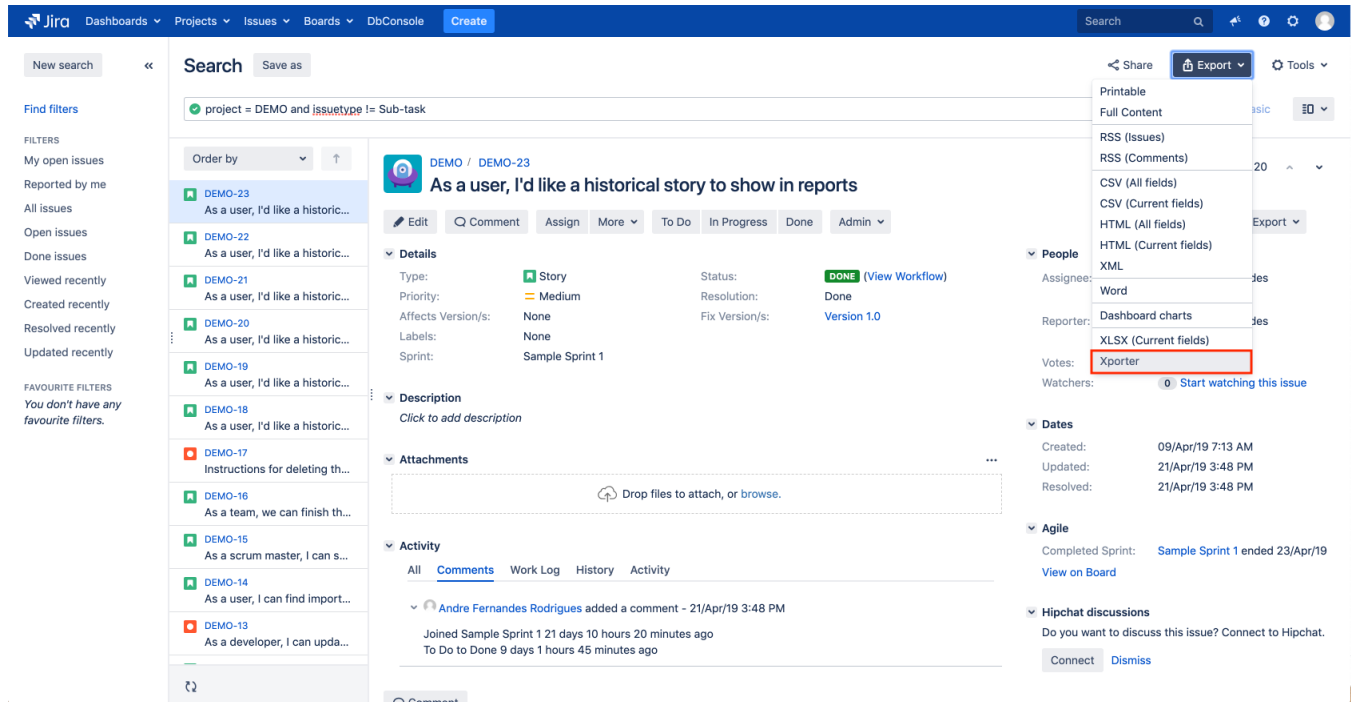 Jira Dashboards Projects Issues Boards DbConsole Create Search
New search
Find filters
FILTERS
My open issues
Reported by me
All issues
Open issues
Done issues
Viewed recently
Created recently
Resolved recently
Updated recently
FAVOURITE FILTERS
You don't have any
favourite filters.
Search Save as
Share Export Tools
project = DEMO and issuetype != Sub-task
Order by
DEMO-23
As a user, I'd like a historic...
DEMO-22
As a user, I'd like a historic...
DEMO-21
As a user, I'd like a historic...
DEMO-20
As a user, I'd like a historic...
DEMO-19
As a user, I'd like a historic...
DEMO-18
As a user, I'd like a historic...
DEMO-17
Instructions for deleting th...
DEMO-16
As a team, we can finish th...
DEMO-15
As a scrum master, I can s...
DEMO-14
As a user, I can find import...
DEMO-13
As a developer, I can upda...
DEMO / DEMO-23
As a user, I'd like a historical story to show in reports
Edit Comment Assign More To Do In Progress Done Admin
Details
Type: Story Status: DONE (View Workflow)
Priority: Medium Resolution: Done
Affects Version/s: None Fix Version/s: Version 1.0
Labels: None
Sprint: Sample Sprint 1
Description
Click to add description
Attachments
...
Drop files to attach, or browse.
Activity
All Comments Work Log History Activity
Andre Fernandes Rodrigues added a comment - 21/Apr/19 3:48 PM
Joined Sample Sprint 1 21 days 10 hours 20 minutes ago
To Do to Done 9 days 1 hours 45 minutes ago
Comment
Printable
Full Content
RSS (Issues)
RSS (Comments)
CSV (All fields)
CSV (Current fields)
HTML (All fields)
HTML (Current fields)
XML
Word
Dashboard charts
XLSX (Current fields)
Xporter
20
Export
People
Assignee:
Reporter:
Votes:
Watchers: 0 Start watching this issue
Dates
Created: 09/Apr/19 7:13 AM
Updated: 21/Apr/19 3:48 PM
Resolved: 21/Apr/19 3:48 PM
Agile
Completed Sprint: Sample Sprint 1 ended 23/Apr/19
View on Board
Hipchat discussions
Do you want to discuss this issue? Connect to Hipchat.
Connect Dismiss